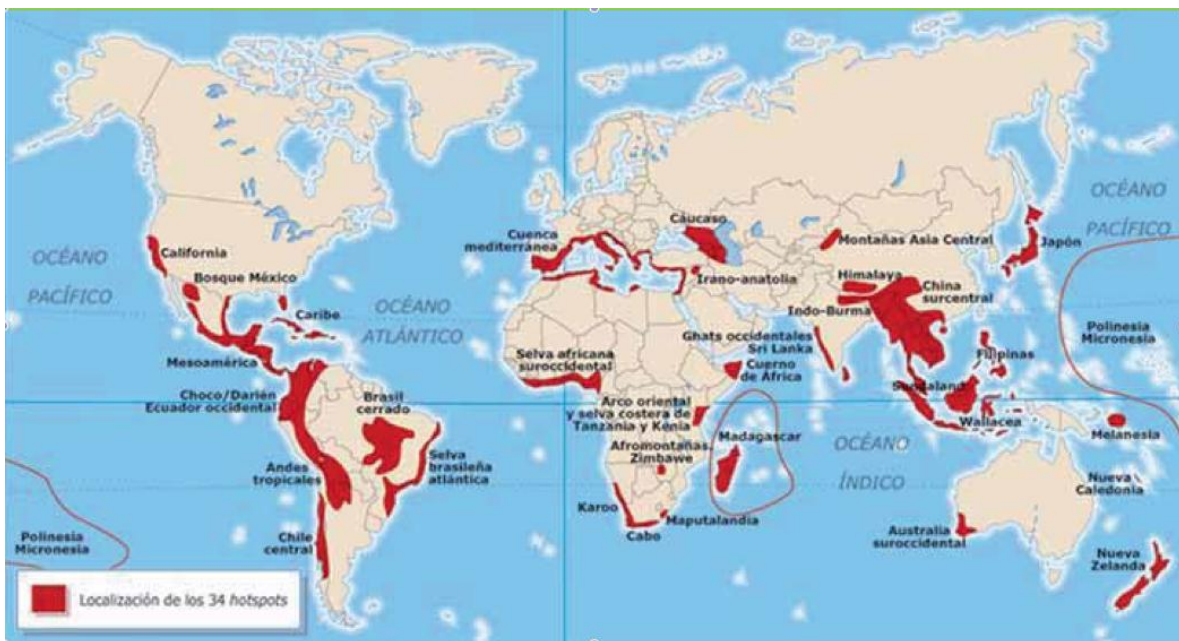 OCÉANO
PACÍFICO
OCÉANO
ATLÁNTICO
OCÉANO
PACÍFICO
OCÉANO
ÍNDICO
California
Bosque México
Caribe
Mesoamérica
Choco/Darién
Ecuador occidental
Brasil
cerrado
Andes
tropicales
Selva
brasileña
atlántica
Chile
central
Polinesia
Micronesia
Cuenca
mediterránea
Cáucaso
Irano-anatolia
Montañas Asia Central
Japón
Himalaya
China
surcentral
Indo-Burma
Ghats occidentales
Sri Lanka
Selva africana
suroccidental
Cuerno
de África
Arco oriental
y selva costera de
Tanzania y Kenia
Afromontañas
Zimbawe
Madagascar
Karoo
Cabo
Maputalandia
Filipinas
Sundaland
Wallacea
Polinesia
Micronesia
Melanesia
Nueva
Caledonia
Australia
suroccidental
Nueva
Zelanda
Localización de los 34 hotspots